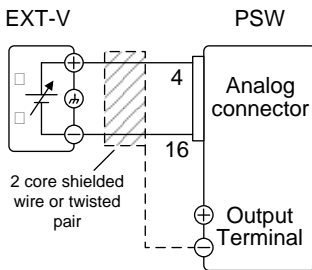 EXT-V
PSW
4
Analog
connector
16
2 core shielded
wire or twisted
pair
Output
Terminal